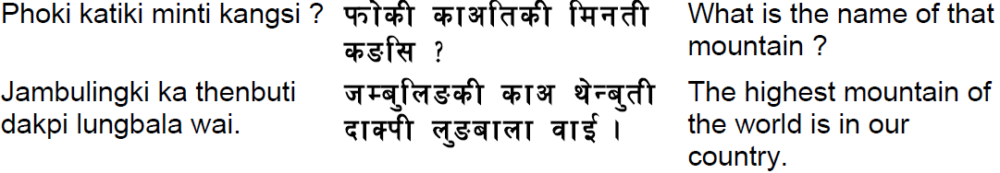 Phoki katiki minti kangsi ? फोकी काअतिकी मिनती What is the name of that
कङसि ? mountain ?
Jambulingki ka thenbuti जम्बुलिङकी काअ थेन्बुती The highest mountain of
dakpi lungbala wai. दाक्पी लुङबाला वाई । the world is in our
country.